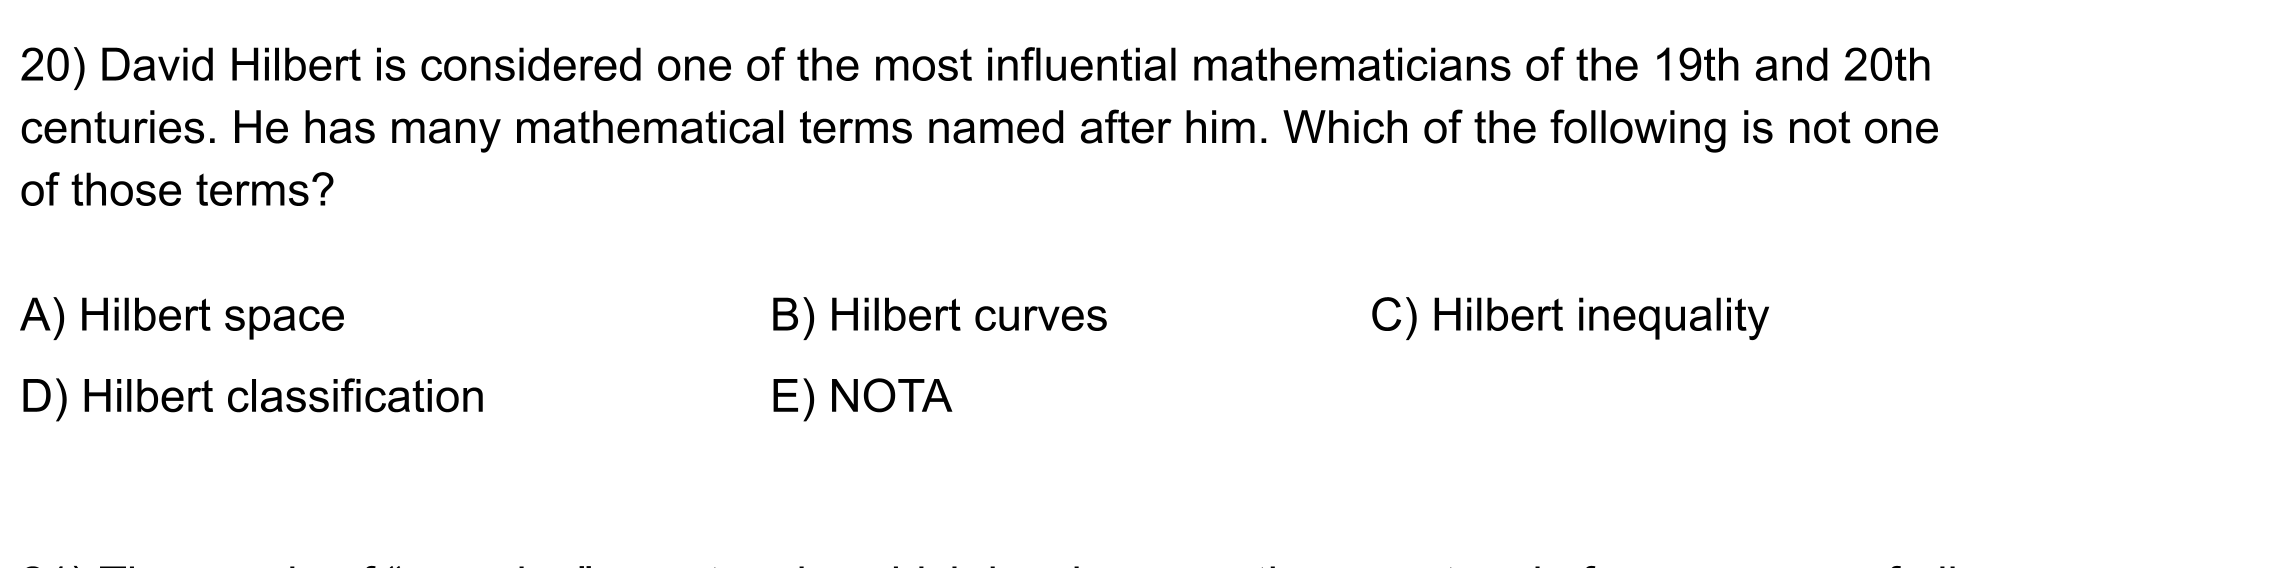 20) David Hilbert is considered one of the most influential mathematicians of the 19th and 20th
centuries. He has many mathematical terms named after him. Which of the following is not one
of those terms?
A) Hilbert space B) Hilbert curves C) Hilbert inequality
D) Hilbert classification E) NOTA